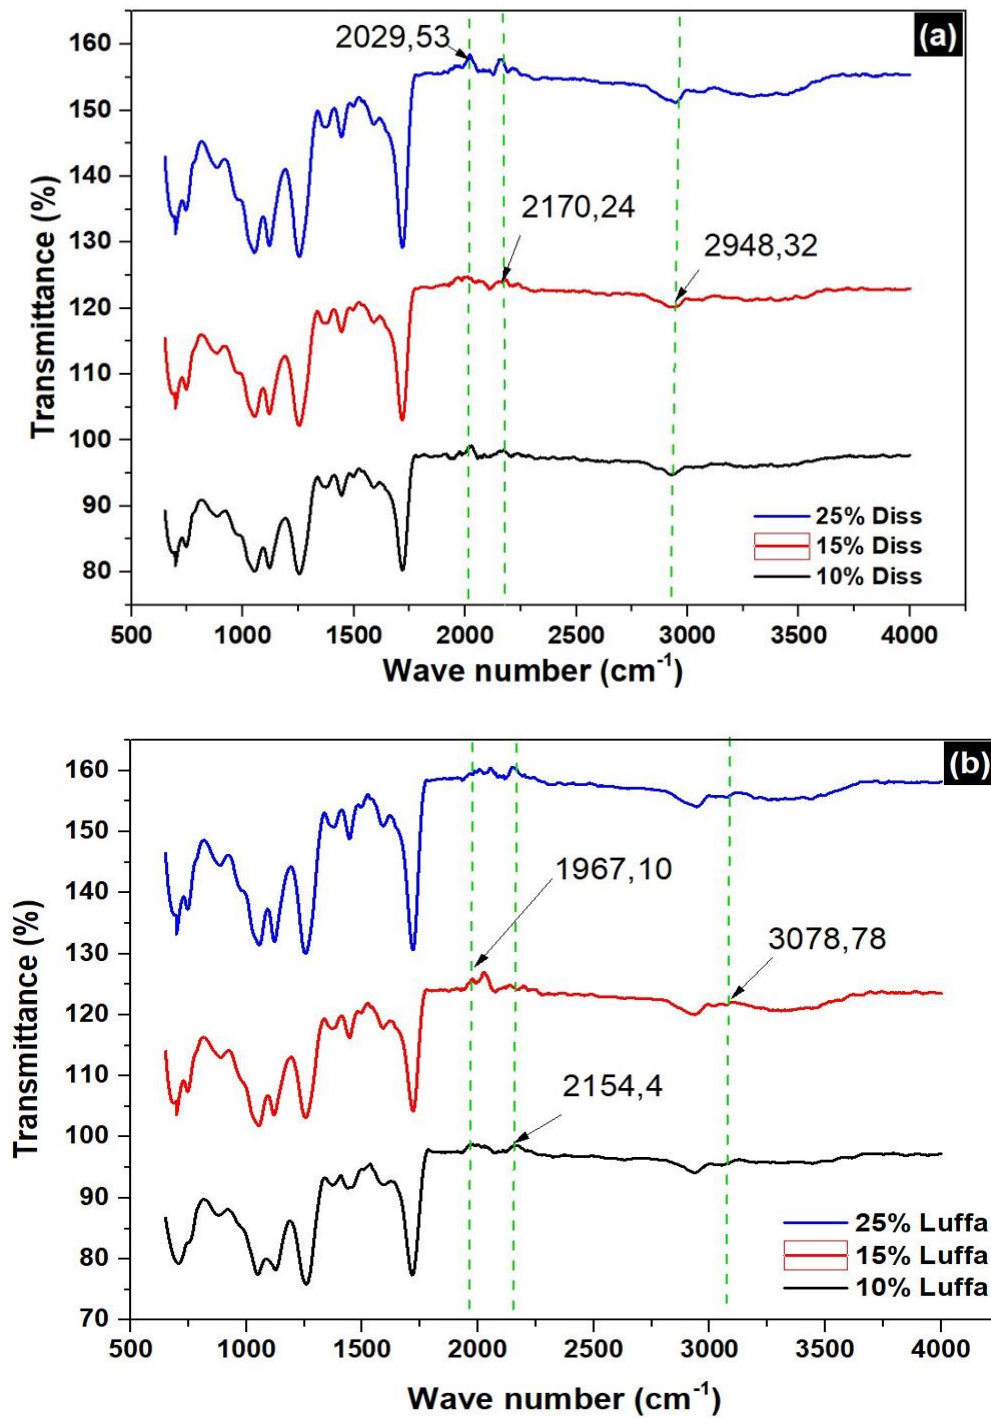 (a)
2029,53
2170,24
2948,32
Transmittance (%)
160
150
140
130
120
110
100
90
80
25% Diss
15% Diss
10% Diss
500 1000 1500 2000 2500 3000 3500 4000
Wave number (cm⁻¹)
(b)
1967,10
3078,78
2154,4
Transmittance (%)
160
150
140
130
120
110
100
90
80
70
25% Luffa
15% Luffa
10% Luffa
500 1000 1500 2000 2500 3000 3500 4000
Wave number (cm⁻¹)